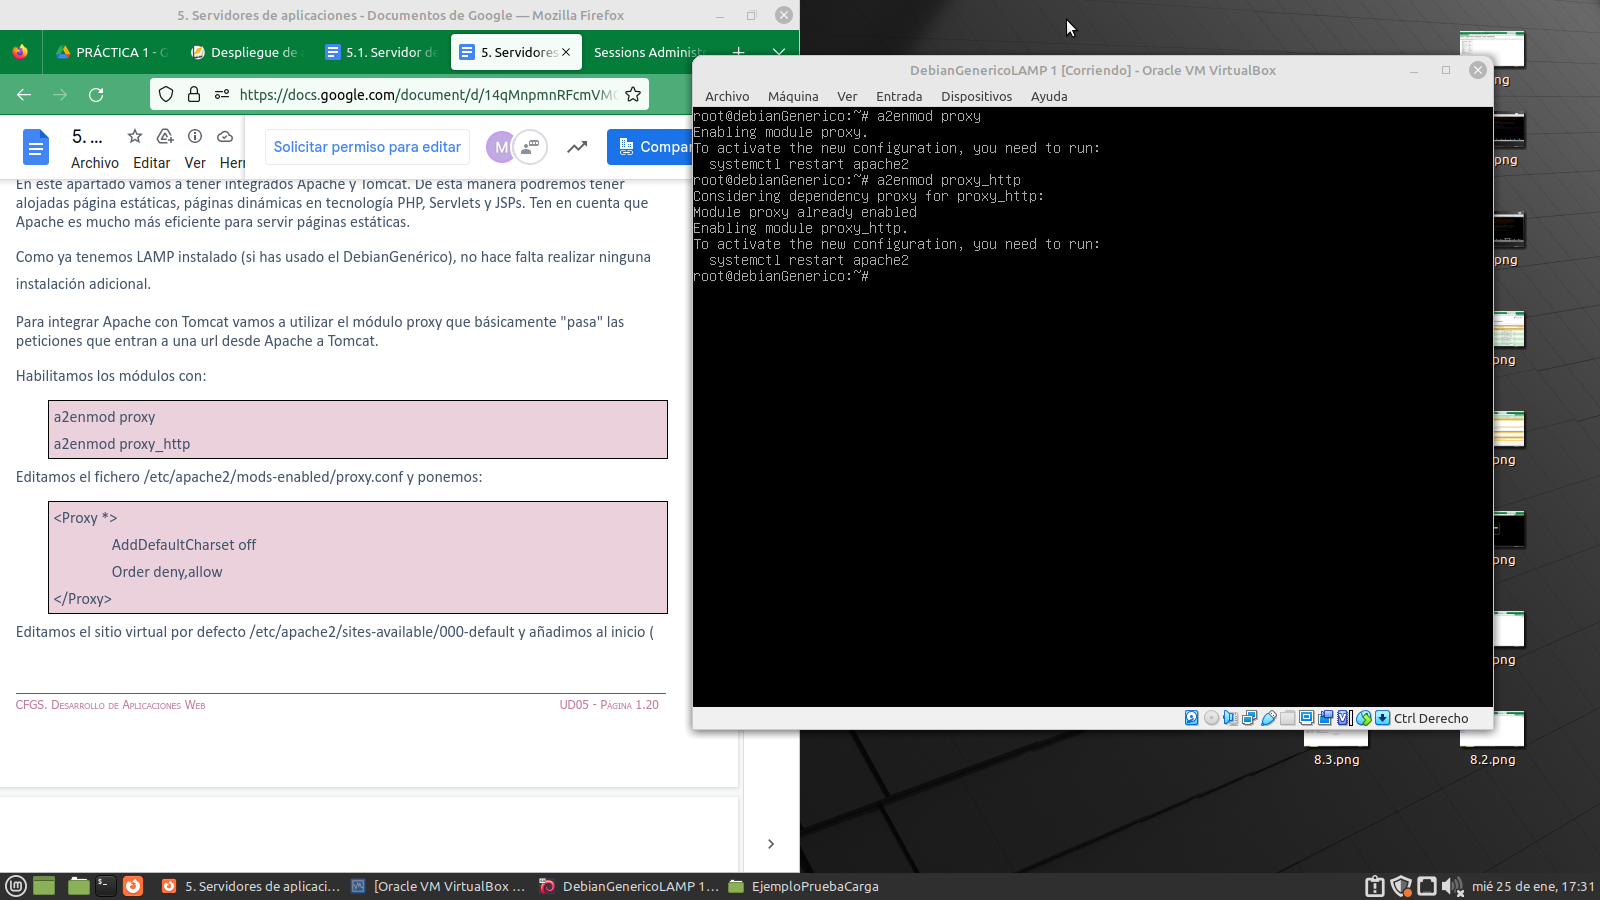 5. Servidores de aplicaciones - Documentos de Google — Mozilla Firefox
PRÁCTICA 1 - G
Despliegue de
5.1. Servidor de
5. Servidores
Sessions Administ
https://docs.google.com/document/d/14qMnpmnRFcmVM
5. ...
Archivo Editar Ver Herr
Solicitar permiso para editar
M
Compar
En este apartado vamos a tener integrados Apache y Tomcat. De esta manera podremos tener
alojadas página estáticas, páginas dinámicas en tecnología PHP, Servlets y JSPs. Ten en cuenta que
Apache es mucho más eficiente para servir páginas estáticas.
Como ya tenemos LAMP instalado (si has usado el DebianGenérico), no hace falta realizar ninguna
instalación adicional.
Para integrar Apache con Tomcat vamos a utilizar el módulo proxy que básicamente "pasa" las
peticiones que entran a una url desde Apache a Tomcat.
Habilitamos los módulos con:
a2enmod proxy
a2enmod proxy_http
Editamos el fichero /etc/apache2/mods-enabled/proxy.conf y ponemos:
<Proxy *>
AddDefaultCharset off
Order deny,allow
</Proxy>
Editamos el sitio virtual por defecto /etc/apache2/sites-available/000-default y añadimos al inicio (
CFGS. Desarrollo de Aplicaciones Web
UD05 - Página 1.20
DebianGenericoLAMP 1 [Corriendo] - Oracle VM VirtualBox
Archivo Máquina Ver Entrada Dispositivos Ayuda
root@debianGenerico:~# a2enmod proxy
Enabling module proxy.
To activate the new configuration, you need to run:
systemctl restart apache2
root@debianGenerico:~# a2enmod proxy_http
Considering dependency proxy for proxy_http:
Module proxy already enabled
Enabling module proxy_http.
To activate the new configuration, you need to run:
systemctl restart apache2
root@debianGenerico:~#
Ctrl Derecho
ong
png
png
png
png
png
png
8.3.png
8.2.png
5. Servidores de aplicaci...
[Oracle VM VirtualBox ...
DebianGenericoLAMP 1...
EjemploPruebaCarga
mié 25 de ene, 17:31